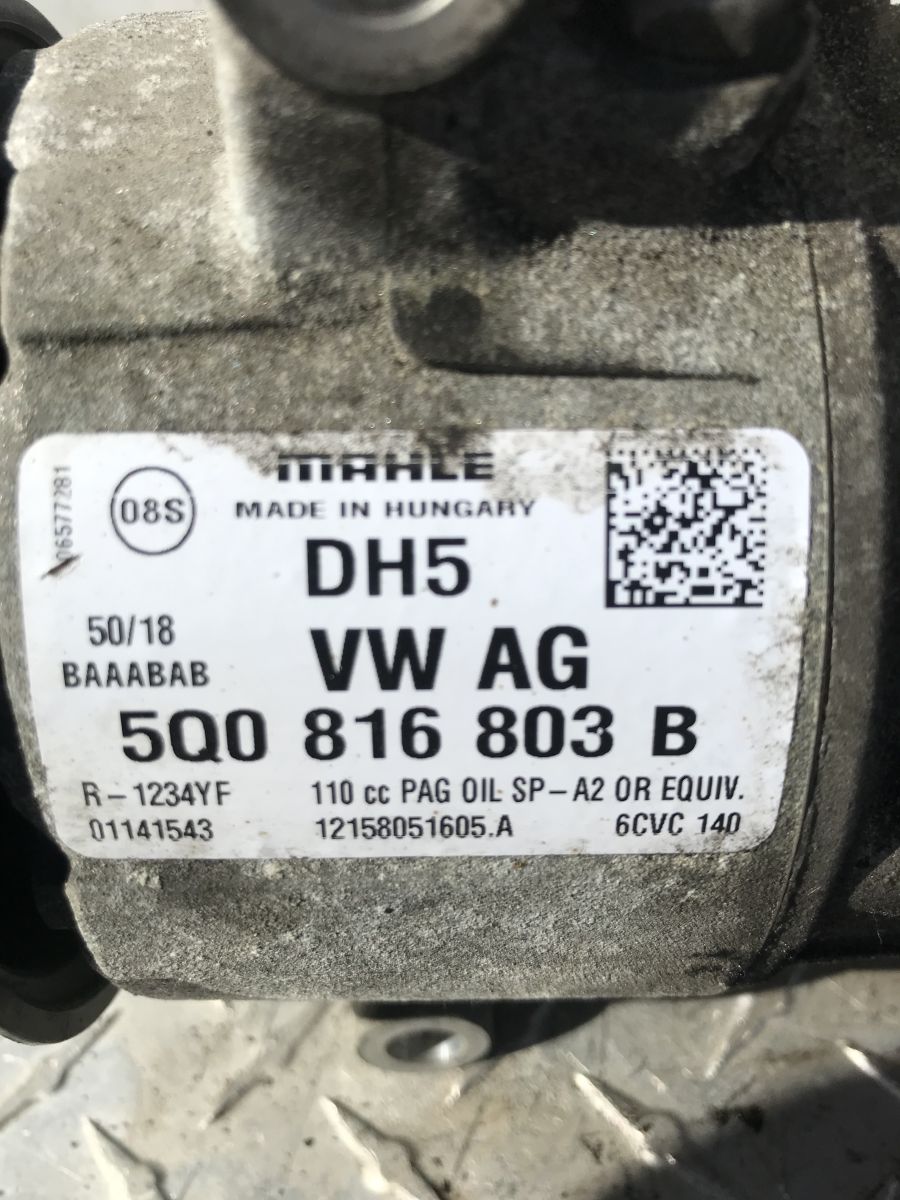 MAHLE
MADE IN HUNGARY
08S
DH5
50/18
BAAABAB
VW AG
5Q0 816 803 B
R-1234YF 110 cc PAG OIL SP-A2 OR EQUIV.
01141543 12158051605.A 6CVC 140